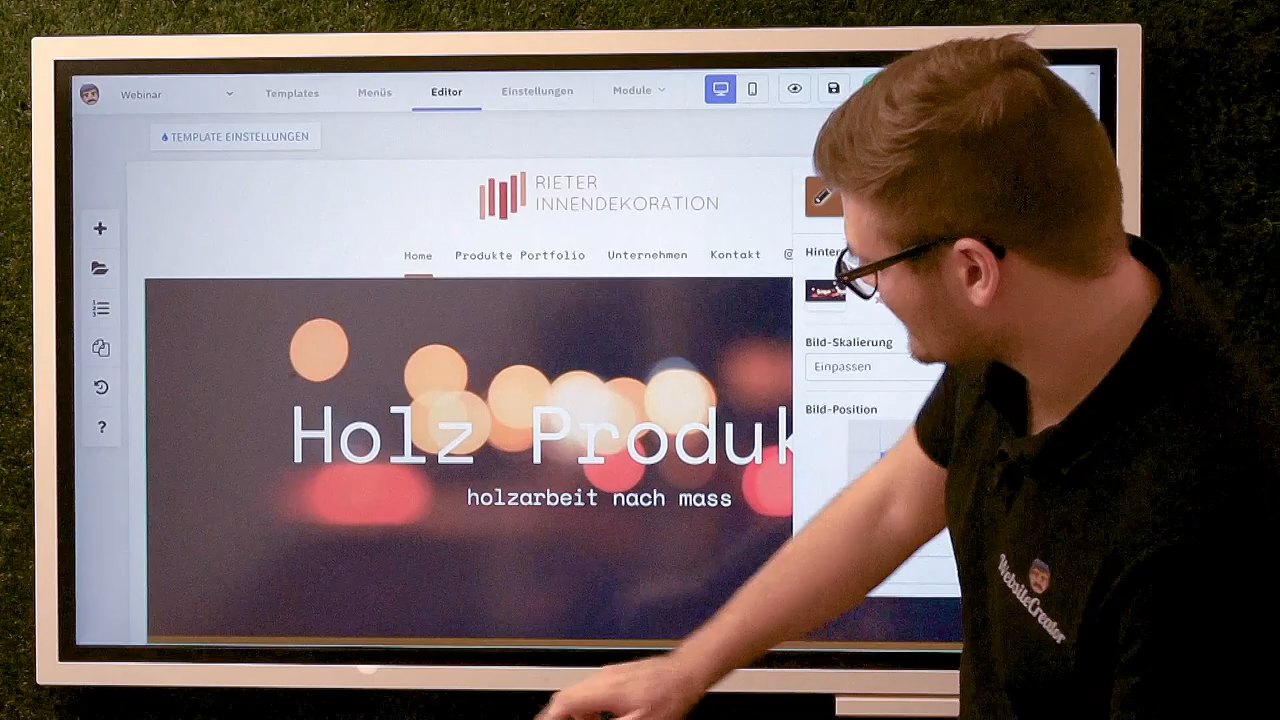 Webinar Templates Menüs Editor Einstellungen Module
TEMPLATE EINSTELLUNGEN
RIETER
INNENDEKORATION
Home Produkte Portfolio Unternehmen Kontakt
Holz Produk
holzarbeit nach mass
?
Hinter
Bild-Skalierung
Einpassen
Bild-Position
WebsiteCreator